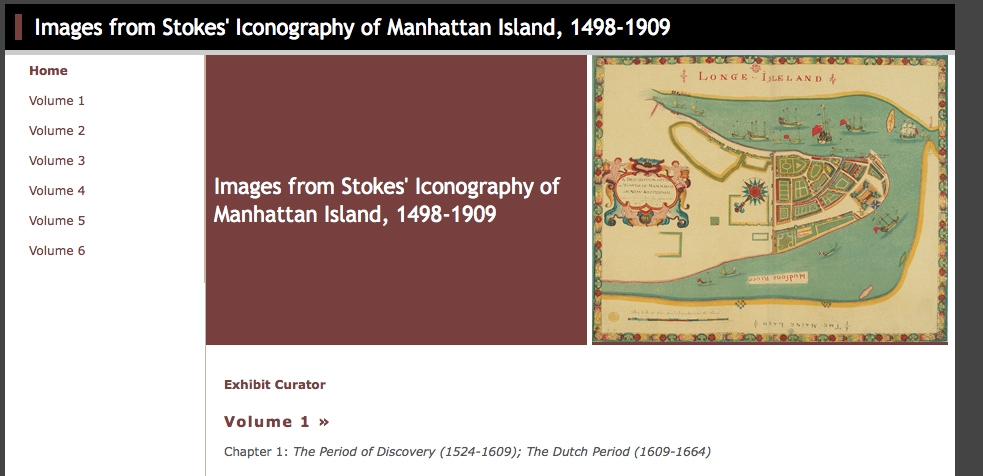 Images from Stokes' Iconography of Manhattan Island, 1498-1909
Home
Volume 1
Volume 2
Volume 3
Volume 4
Volume 5
Volume 6
Images from Stokes' Iconography of
Manhattan Island, 1498-1909
LONGE · ISLELAND
Hudsons River
THE MAINE LAND
Exhibit Curator
Volume 1 »
Chapter 1: The Period of Discovery (1524-1609); The Dutch Period (1609-1664)